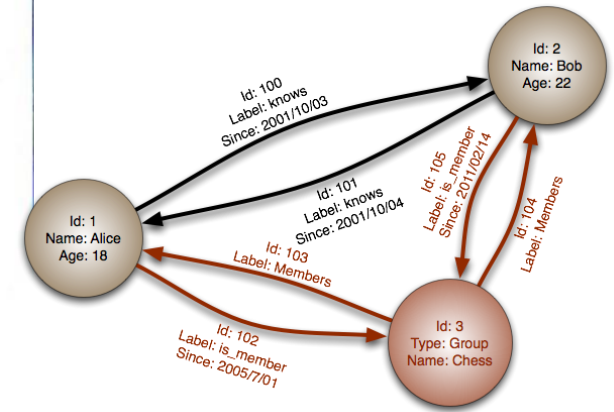 Id: 2
Name: Bob
Age: 22
Id: 100
Label: knows
Since: 2001/10/03
Id: 101
Label: knows
Since: 2001/10/04
Id: 105
Label: is_member
Since: 2011/02/14
Id: 104
Label: Members
Id: 1
Name: Alice
Age: 18
Id: 103
Label: Members
Id: 102
Label: is_member
Since: 2005/7/01
Id: 3
Type: Group
Name: Chess